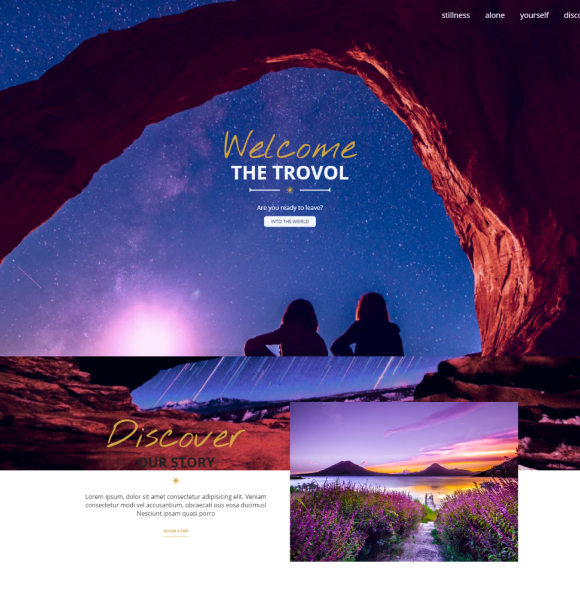 stillness alone yourself
Welcome
THE TROVOL
Are you ready to leave?
INTO THE WORLD
Discover
OUR STORY
Lorem ipsum, dolor sit amet consectetur adipisicing elit. Veniam
consectetur modi vel accusantium, obcaecati ous eosa ducimusl
Nesciunt ipsam quasi porro
GO ON A TRIP